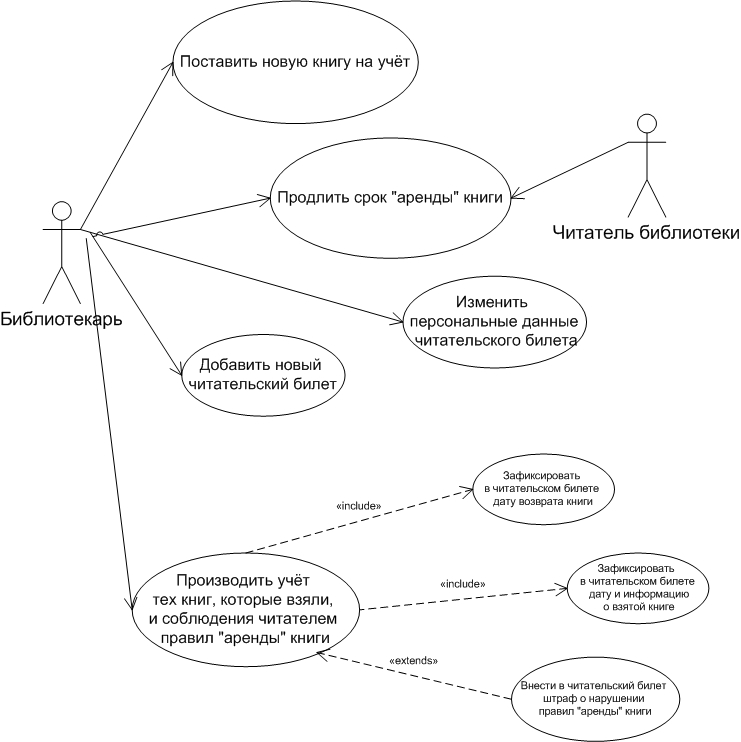 Поставить новую книгу на учёт
Продлить срок "аренды" книги
Читатель библиотеки
Библиотекарь
Изменить
персональные данные
читательского билета
Добавить новый
читательский билет
Зафиксировать
в читательском билете
дату возврата книги
«include»
Производить учёт
тех книг, которые взяли,
и соблюдения читателем
правил "аренды" книги
«include»
Зафиксировать
в читательском билете
дату и информацию
о взятой книге
«extends»
Внести в читательский билет
штраф о нарушении
правил "аренды" книги